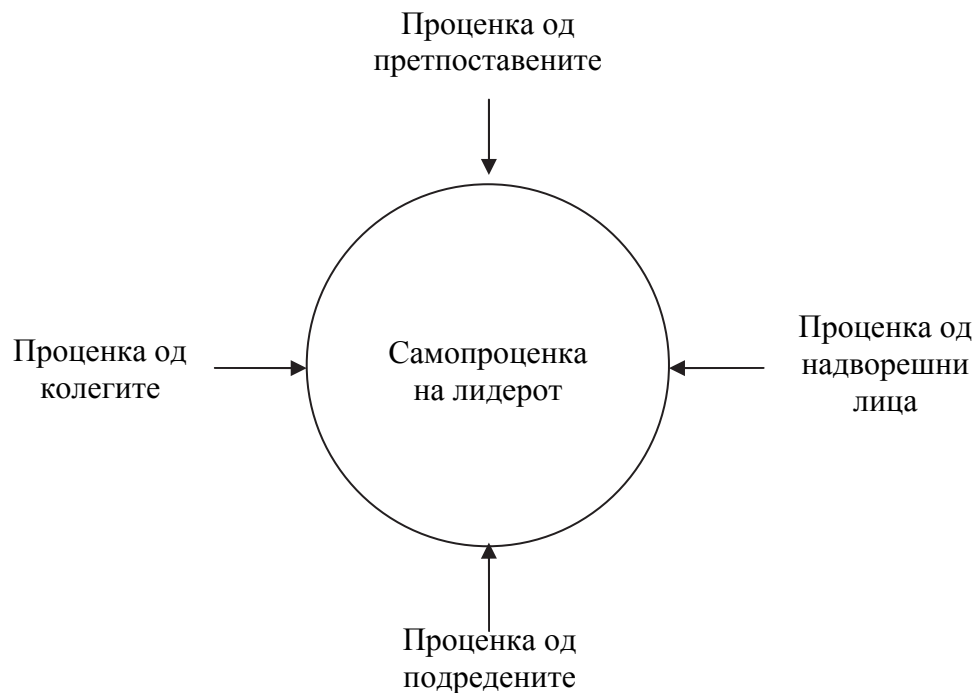 Проценка од
претпоставените
Проценка од
колегите
Самопроценка
на лидерот
Проценка од
надворешни
лица
Проценка од
подредените